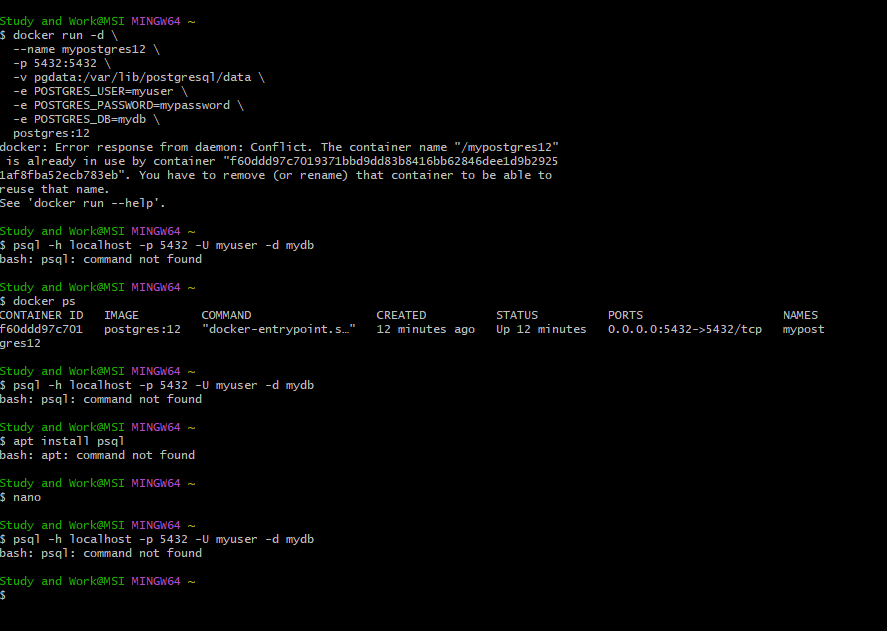 Study and Work@MSI MINGW64 ~
$ docker run -d \
  --name mypostgres12 \
  -p 5432:5432 \
  -v pgdata:/var/lib/postgresql/data \
  -e POSTGRES_USER=myuser \
  -e POSTGRES_PASSWORD=mypassword \
  -e POSTGRES_DB=mydb \
  postgres:12
docker: Error response from daemon: Conflict. The container name "/mypostgres12"
 is already in use by container "f60ddd97c7019371bbd9dd83b8416bb62846dee1d9b2925
1af8fba52ecb783eb". You have to remove (or rename) that container to be able to
reuse that name.
See 'docker run --help'.
Study and Work@MSI MINGW64 ~
$ psql -h localhost -p 5432 -U myuser -d mydb
bash: psql: command not found
Study and Work@MSI MINGW64 ~
$ docker ps
CONTAINER ID   IMAGE         COMMAND                  CREATED          STATUS          PORTS                    NAMES
f60ddd97c701   postgres:12   "docker-entrypoint.s…"   12 minutes ago   Up 12 minutes   0.0.0.0:5432->5432/tcp   mypost
gres12
Study and Work@MSI MINGW64 ~
$ psql -h localhost -p 5432 -U myuser -d mydb
bash: psql: command not found
Study and Work@MSI MINGW64 ~
$ apt install psql
bash: apt: command not found
Study and Work@MSI MINGW64 ~
$ nano
Study and Work@MSI MINGW64 ~
$ psql -h localhost -p 5432 -U myuser -d mydb
bash: psql: command not found
Study and Work@MSI MINGW64 ~
$